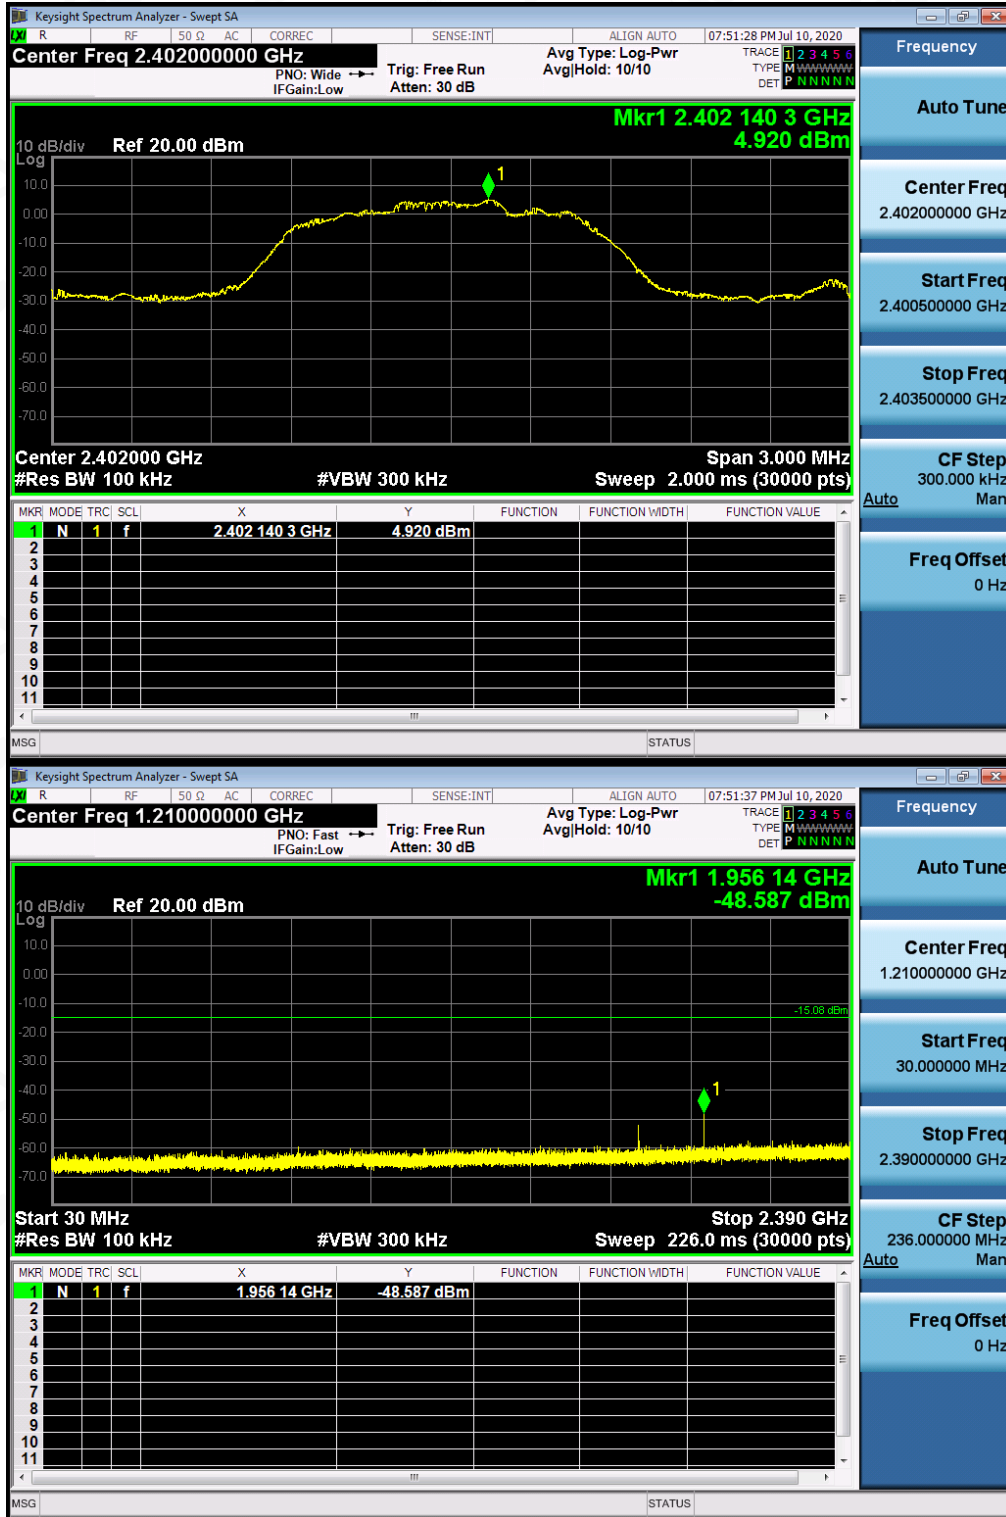 Keysight Spectrum Analyzer - Swept SA
LXI R RF 50 Ω AC CORREC SENSE:INT ALIGN AUTO 07:51:28 PM Jul 10, 2020
Center Freq 2.402000000 GHz
PNO: Wide
IFGain:Low
Trig: Free Run
Atten: 30 dB
Avg Type: Log-Pwr
Avg|Hold: 10/10
TRACE 1 2 3 4 5 6
TYPE M WWWWW
DET P N N N N N
Mkr1 2.402 140 3 GHz
4.920 dBm
10 dB/div Ref 20.00 dBm
Log
1
10.0
0.00
-10.0
-20.0
-30.0
-40.0
-50.0
-60.0
-70.0
Center 2.402000 GHz Span 3.000 MHz
#Res BW 100 kHz #VBW 300 kHz Sweep 2.000 ms (30000 pts)
MKR MODE TRC SCL X Y FUNCTION FUNCTION WIDTH FUNCTION VALUE
1 N 1 f 2.402 140 3 GHz 4.920 dBm
2
3
4
5
6
7
8
9
10
11
MSG STATUS
Frequency
Auto Tune
Center Freq
2.402000000 GHz
Start Freq
2.400500000 GHz
Stop Freq
2.403500000 GHz
CF Step
300.000 kHz
Auto Man
Freq Offset
0 Hz
Keysight Spectrum Analyzer - Swept SA
LXI R RF 50 Ω AC CORREC SENSE:INT ALIGN AUTO 07:51:37 PM Jul 10, 2020
Center Freq 1.210000000 GHz
PNO: Fast
IFGain:Low
Trig: Free Run
Atten: 30 dB
Avg Type: Log-Pwr
Avg|Hold: 10/10
TRACE 1 2 3 4 5 6
TYPE M WWWWW
DET P N N N N N
Mkr1 1.956 14 GHz
-48.587 dBm
10 dB/div Ref 20.00 dBm
Log
10.0
0.00
-10.0
-15.08 dBm
-20.0
-30.0
-40.0
1
-50.0
-60.0
-70.0
Start 30 MHz Stop 2.390 GHz
#Res BW 100 kHz #VBW 300 kHz Sweep 226.0 ms (30000 pts)
MKR MODE TRC SCL X Y FUNCTION FUNCTION WIDTH FUNCTION VALUE
1 N 1 f 1.956 14 GHz -48.587 dBm
2
3
4
5
6
7
8
9
10
11
MSG STATUS
Frequency
Auto Tune
Center Freq
1.210000000 GHz
Start Freq
30.000000 MHz
Stop Freq
2.390000000 GHz
CF Step
236.000000 MHz
Auto Man
Freq Offset
0 Hz